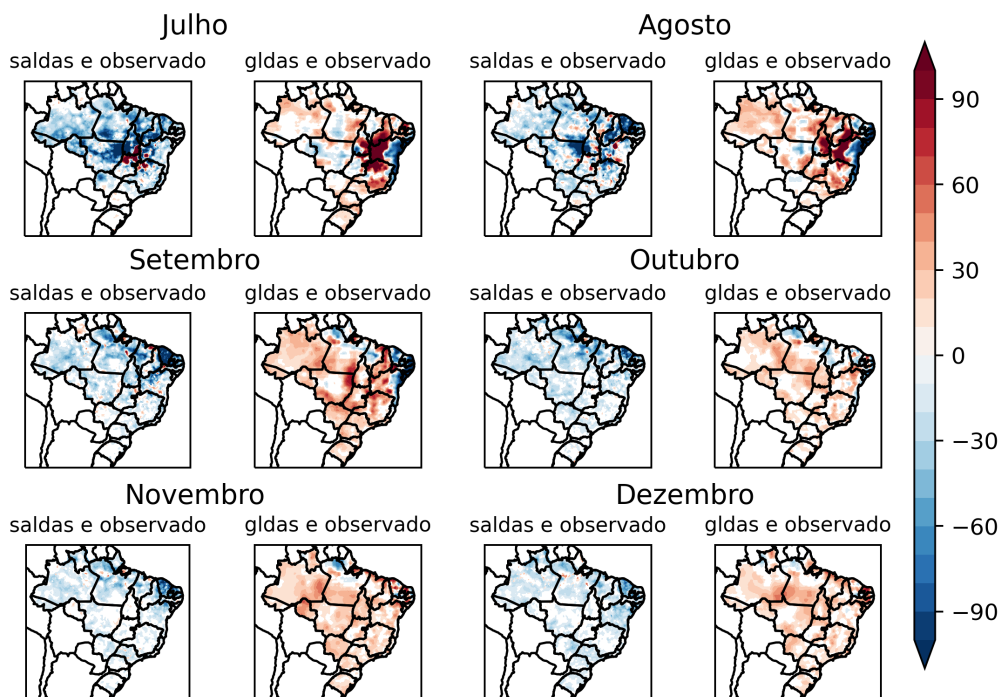 Julho
Agosto
saldas e observado
gldas e observado
saldas e observado
gldas e observado
Setembro
Outubro
saldas e observado
gldas e observado
saldas e observado
gldas e observado
Novembro
Dezembro
saldas e observado
gldas e observado
saldas e observado
gldas e observado
90
60
30
0
−30
−60
−90